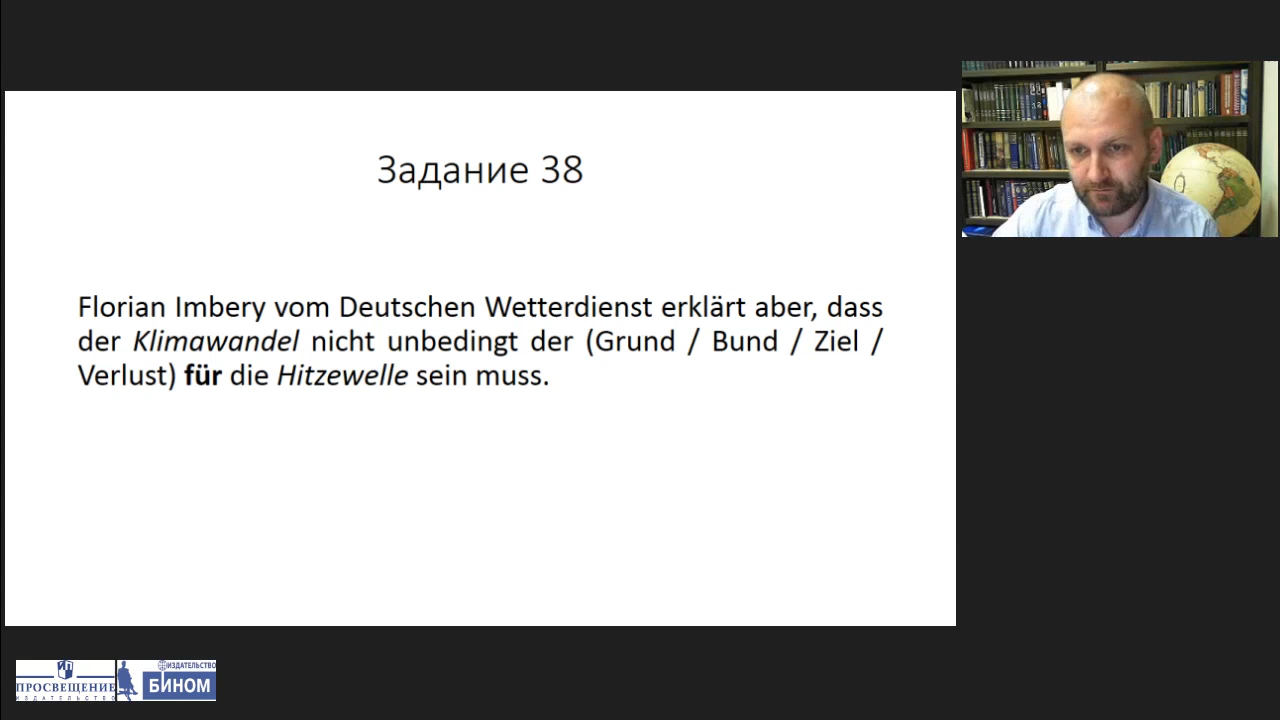 Задание 38
Florian Imbery vom Deutschen Wetterdienst erklärt aber, dass
der Klimawandel nicht unbedingt der (Grund / Bund / Ziel /
Verlust) für die Hitzewelle sein muss.
ПРОСВЕЩЕНИЕ
ИЗДАТЕЛЬСТВО
ИЗДАТЕЛЬСТВО
БИНОМ